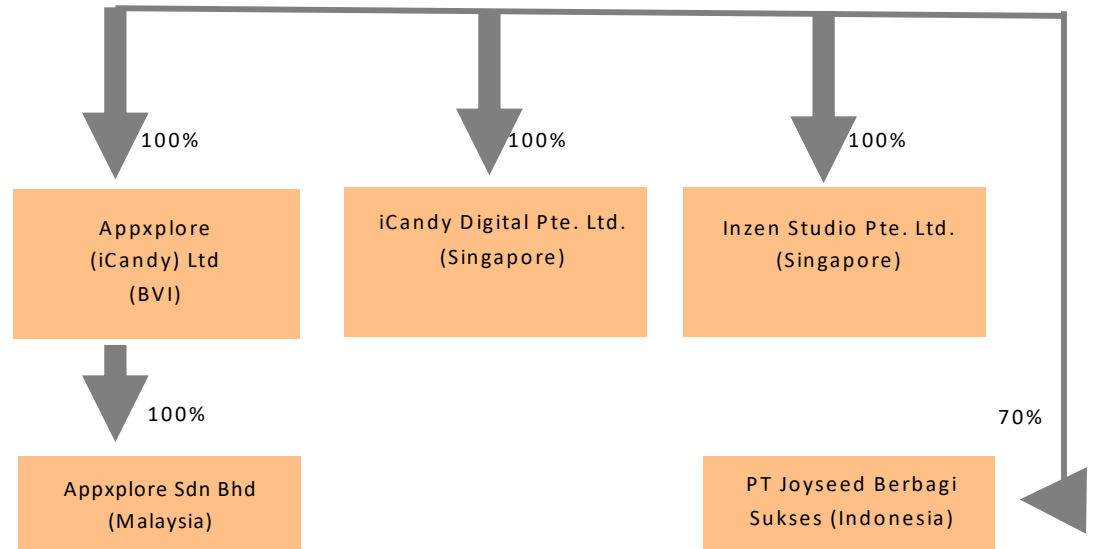 100%
100%
100%
Appxplore
(iCandy) Ltd
(BVI)
iCandy Digital Pte. Ltd.
(Singapore)
Inzen Studio Pte. Ltd.
(Singapore)
100%
70%
Appxplore Sdn Bhd
(Malaysia)
PT Joyseed Berbagi
Sukses (Indonesia)